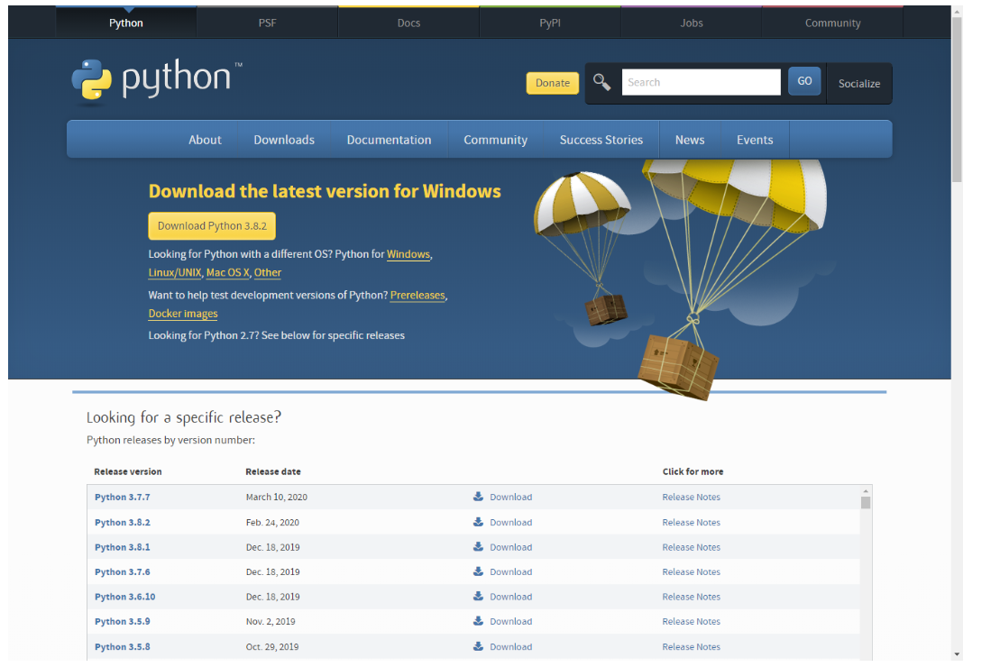 Python PSF Docs PyPI Jobs Community
python™
Donate Search GO Socialize
About Downloads Documentation Community Success Stories News Events
Download the latest version for Windows
Download Python 3.8.2
Looking for Python with a different OS? Python for Windows,
Linux/UNIX, Mac OS X, Other
Want to help test development versions of Python? Prereleases,
Docker images
Looking for Python 2.7? See below for specific releases
Looking for a specific release?
Python releases by version number:
Release version Release date Click for more
Python 3.7.7 March 10, 2020 Download Release Notes
Python 3.8.2 Feb. 24, 2020 Download Release Notes
Python 3.8.1 Dec. 18, 2019 Download Release Notes
Python 3.7.6 Dec. 18, 2019 Download Release Notes
Python 3.6.10 Dec. 18, 2019 Download Release Notes
Python 3.5.9 Nov. 2, 2019 Download Release Notes
Python 3.5.8 Oct. 29, 2019 Download Release Notes